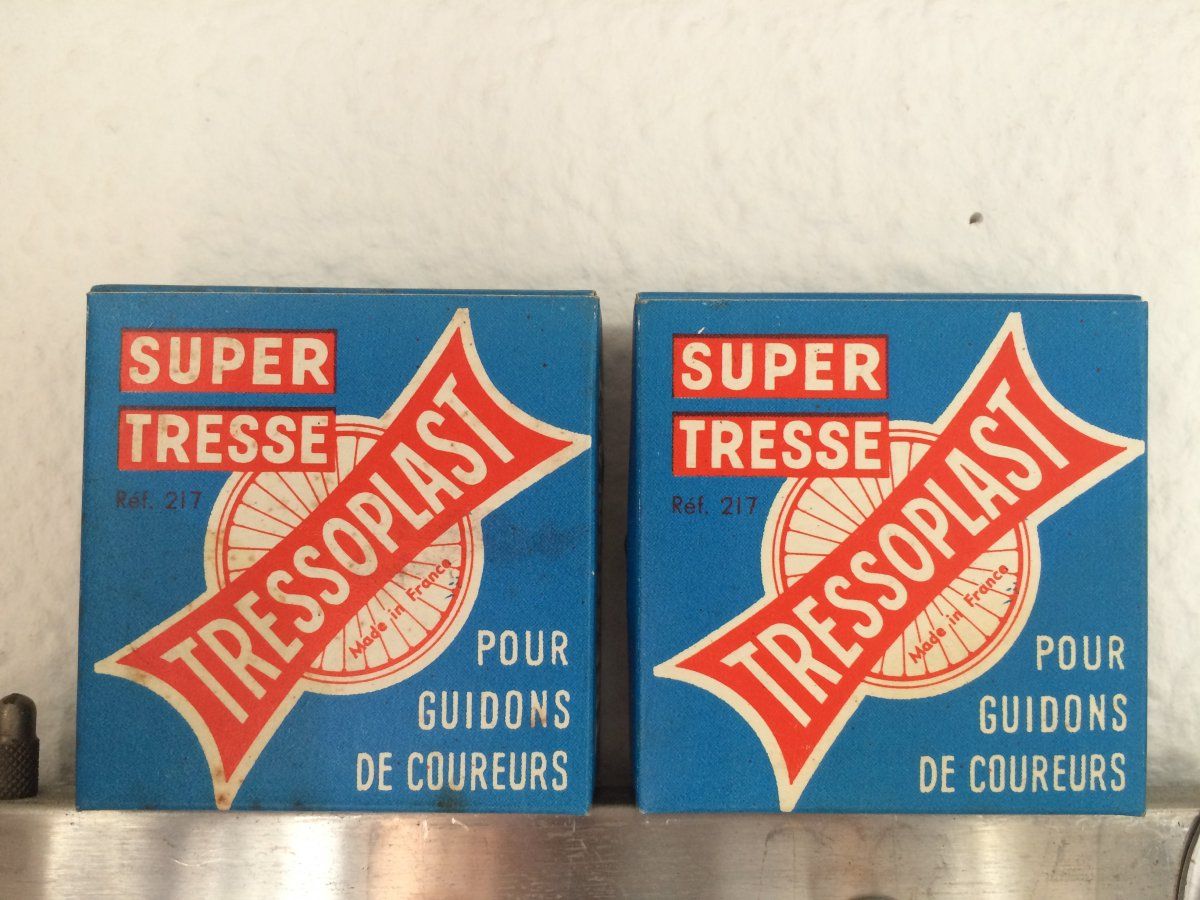 SUPER
TRESSE
Réf. 217
TRESSOPLAST
Made in France
POUR
GUIDONS
DE COUREURS
SUPER
TRESSE
Réf. 217
TRESSOPLAST
Made in France
POUR
GUIDONS
DE COUREURS